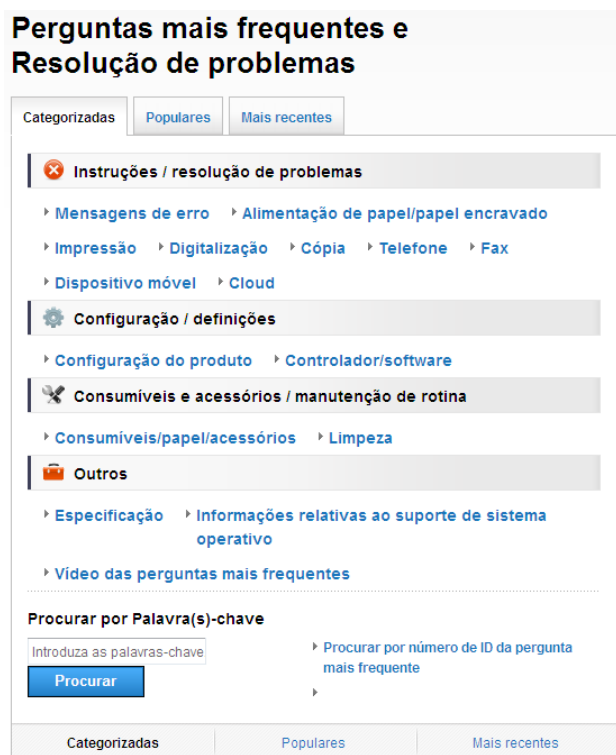 Perguntas mais frequentes e
Resolução de problemas
Categorizadas Populares Mais recentes
Instruções / resolução de problemas
Mensagens de erro Alimentação de papel/papel encravado
Impressão Digitalização Cópia Telefone Fax
Dispositivo móvel Cloud
Configuração / definições
Configuração do produto Controlador/software
Consumíveis e acessórios / manutenção de rotina
Consumíveis/papel/acessórios Limpeza
Outros
Especificação Informações relativas ao suporte de sistema
operativo
Vídeo das perguntas mais frequentes
Procurar por Palavra(s)-chave
Introduza as palavras-chave Procurar por número de ID da pergunta
mais frequente
Procurar
Categorizadas Populares Mais recentes